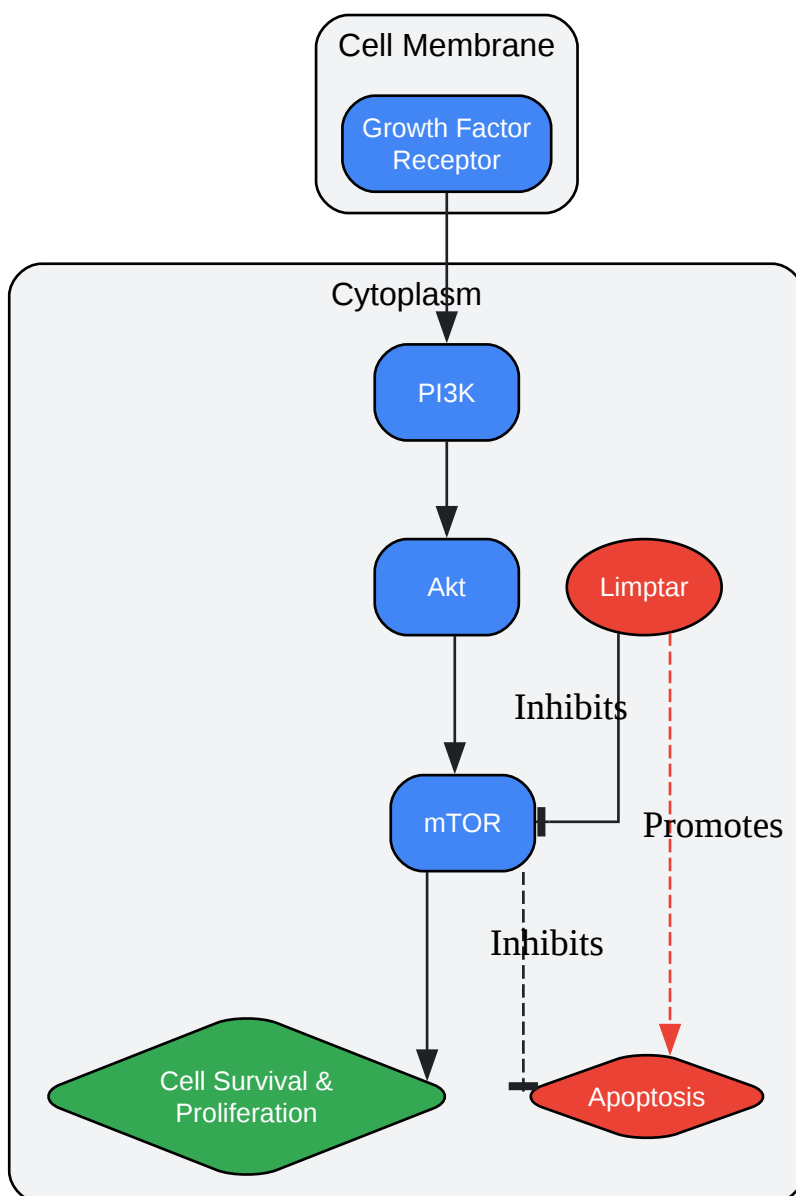 Cell Membrane
Growth Factor
Receptor
Cytoplasm
PI3K
Akt
Limptar
Inhibits
mTOR
Promotes
Inhibits
Cell Survival &
Proliferation
Apoptosis